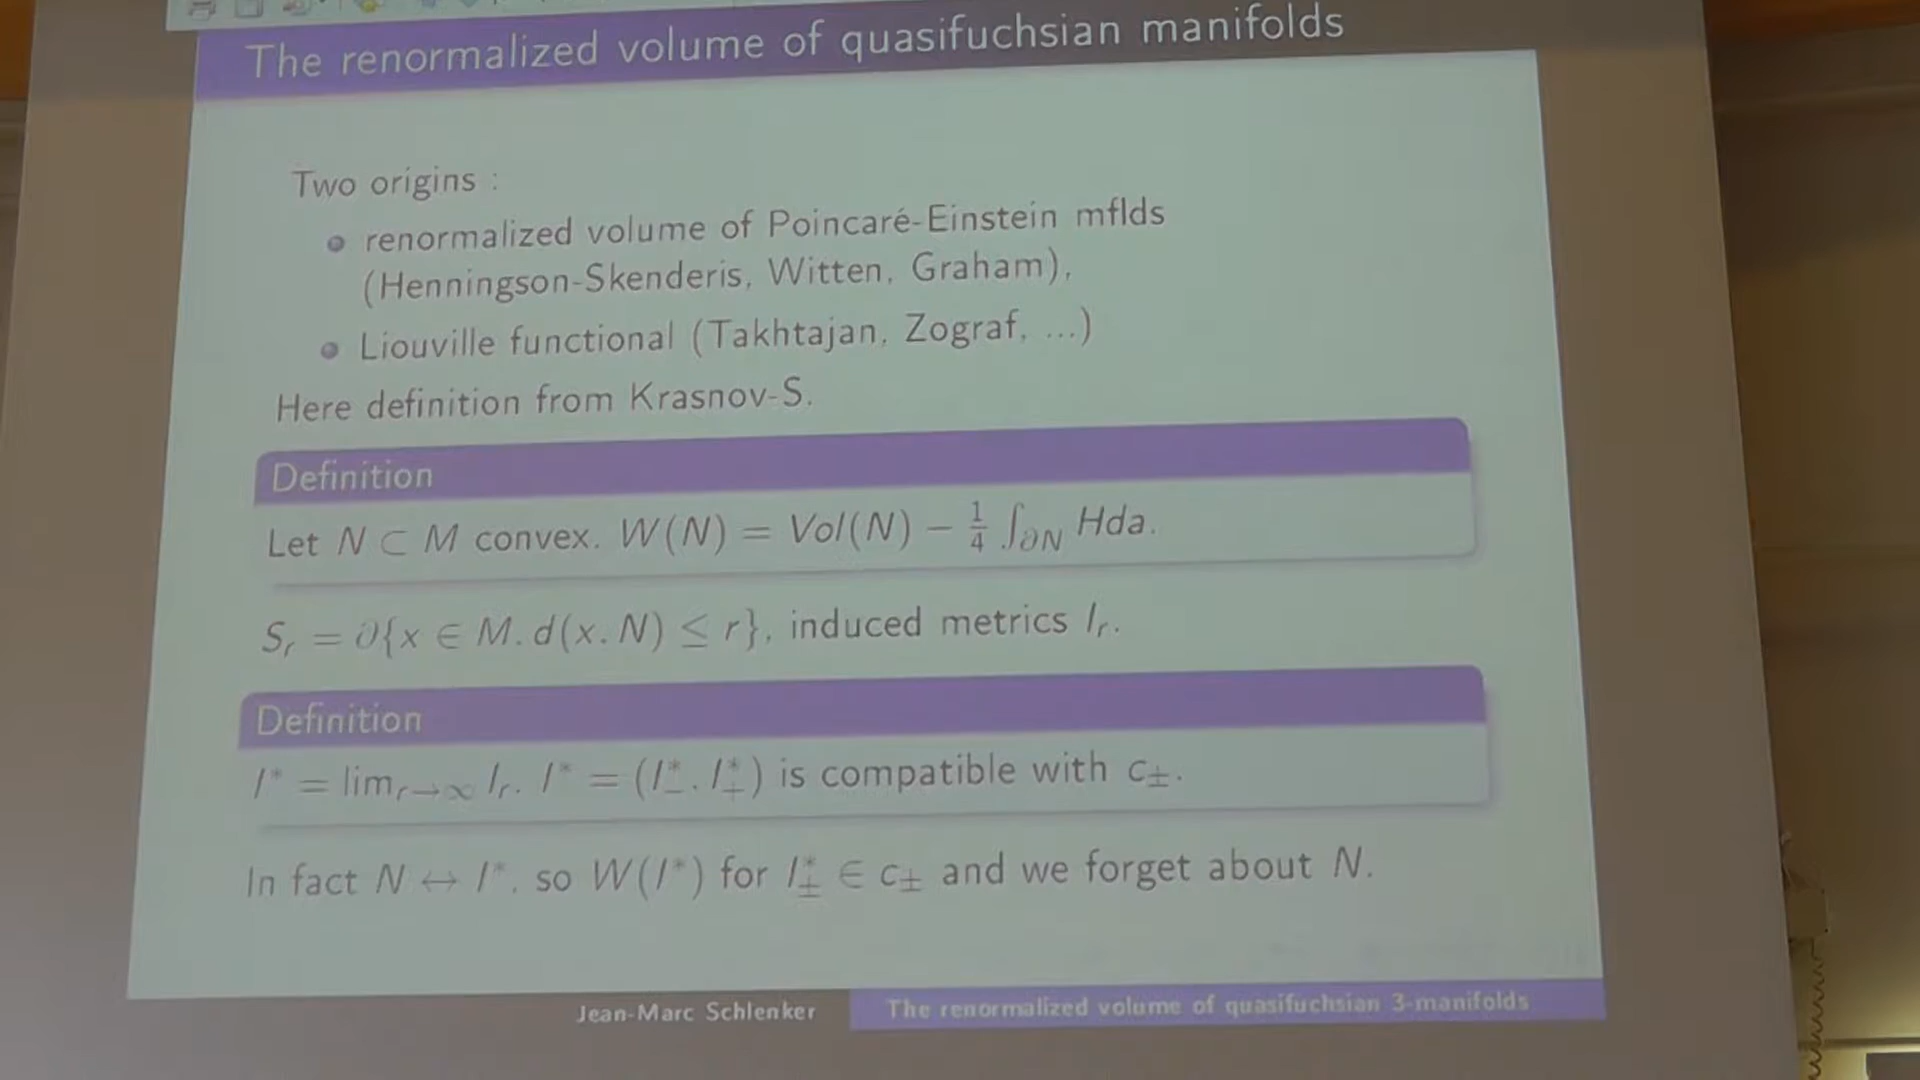 The renormalized volume of quasifuchsian manifolds
Two origins :
renormalized volume of Poincaré-Einstein mflds
(Henningson-Skenderis, Witten, Graham),
Liouville functional (Takhtajan, Zograf, ...)
Here definition from Krasnov-S.
Definition
Let N ⊂ M convex. W(N) = Vol(N) − 1/4 ∫∂N Hda.
Sᵣ = ∂{x ∈ M, d(x, N) ≤ r}, induced metrics Iᵣ.
Definition
I* = limᵣ→∞ Iᵣ. I* = (I*₋, I*₊) is compatible with c±.
In fact N ↔ I*, so W(I*) for I*± ∈ c± and we forget about N.
Jean-Marc Schlenker
The renormalized volume of quasifuchsian 3-manifolds